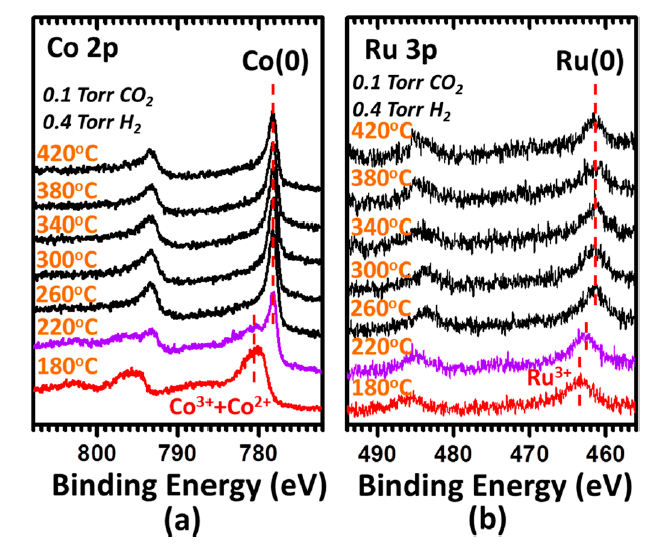 Co 2p
Co(0)
0.1 Torr CO2
0.4 Torr H2
420°C
380°C
340°C
300°C
260°C
220°C
180°C
Co3++Co2+
800 780
Binding Energy (eV)
(a)
Ru 3p
Ru(0)
0.1 Torr CO2
0.4 Torr H2
420°C
380°C
340°C
300°C
260°C
220°C
180°C
Ru3+
490 480 470 460
Binding Energy (eV)
(b)